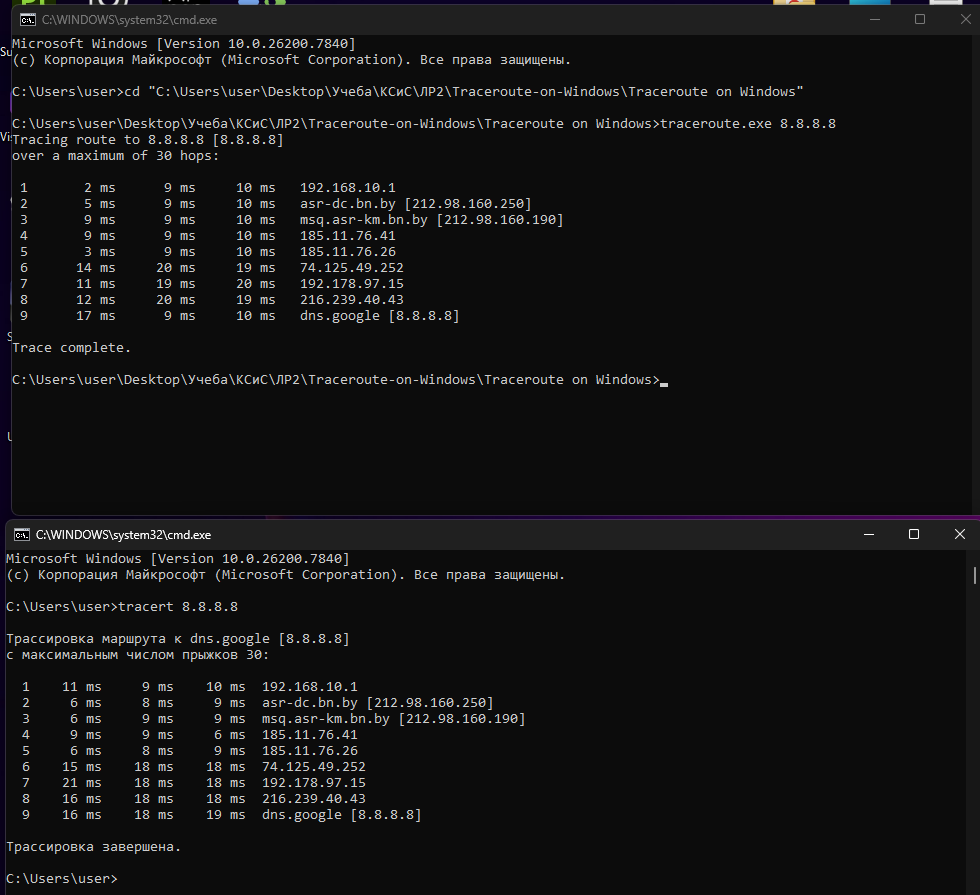 C:\WINDOWS\system32\cmd.exe
Microsoft Windows [Version 10.0.26200.7840]
(c) Корпорация Майкрософт (Microsoft Corporation). Все права защищены.
C:\Users\user>cd "C:\Users\user\Desktop\Учеба\КСиС\ЛР2\Traceroute-on-Windows\Traceroute on Windows"
C:\Users\user\Desktop\Учеба\КСиС\ЛР2\Traceroute-on-Windows\Traceroute on Windows>traceroute.exe 8.8.8.8
Tracing route to 8.8.8.8 [8.8.8.8]
over a maximum of 30 hops:
1 2 ms 9 ms 10 ms 192.168.10.1
2 5 ms 9 ms 10 ms asr-dc.bn.by [212.98.160.250]
3 9 ms 9 ms 10 ms msq.asr-km.bn.by [212.98.160.190]
4 9 ms 9 ms 10 ms 185.11.76.41
5 3 ms 9 ms 10 ms 185.11.76.26
6 14 ms 20 ms 19 ms 74.125.49.252
7 11 ms 19 ms 20 ms 192.178.97.15
8 12 ms 20 ms 19 ms 216.239.40.43
9 17 ms 9 ms 10 ms dns.google [8.8.8.8]
Trace complete.
C:\Users\user\Desktop\Учеба\КСиС\ЛР2\Traceroute-on-Windows\Traceroute on Windows>
C:\WINDOWS\system32\cmd.exe
Microsoft Windows [Version 10.0.26200.7840]
(c) Корпорация Майкрософт (Microsoft Corporation). Все права защищены.
C:\Users\user>tracert 8.8.8.8
Трассировка маршрута к dns.google [8.8.8.8]
с максимальным числом прыжков 30:
1 11 ms 9 ms 10 ms 192.168.10.1
2 6 ms 8 ms 9 ms asr-dc.bn.by [212.98.160.250]
3 6 ms 9 ms 9 ms msq.asr-km.bn.by [212.98.160.190]
4 9 ms 9 ms 6 ms 185.11.76.41
5 6 ms 8 ms 9 ms 185.11.76.26
6 15 ms 18 ms 18 ms 74.125.49.252
7 21 ms 18 ms 18 ms 192.178.97.15
8 16 ms 18 ms 18 ms 216.239.40.43
9 16 ms 18 ms 19 ms dns.google [8.8.8.8]
Трассировка завершена.
C:\Users\user>